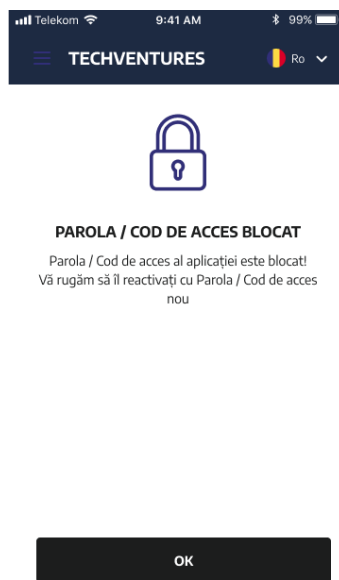 Telekom 9:41 AM 99%
TECHVENTURES Ro
PAROLA / COD DE ACCES BLOCAT
Parola / Cod de acces al aplicației este blocat!
Vă rugăm să îl reactivați cu Parola / Cod de acces
nou
OK